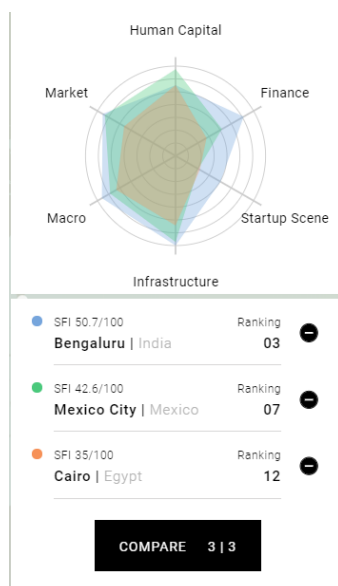 Human Capital
Market
Finance
Macro
Startup Scene
Infrastructure
SFI 50.7/100 Ranking
Bengaluru | India 03
SFI 42.6/100 Ranking
Mexico City | Mexico 07
SFI 35/100 Ranking
Cairo | Egypt 12
COMPARE 3 | 3